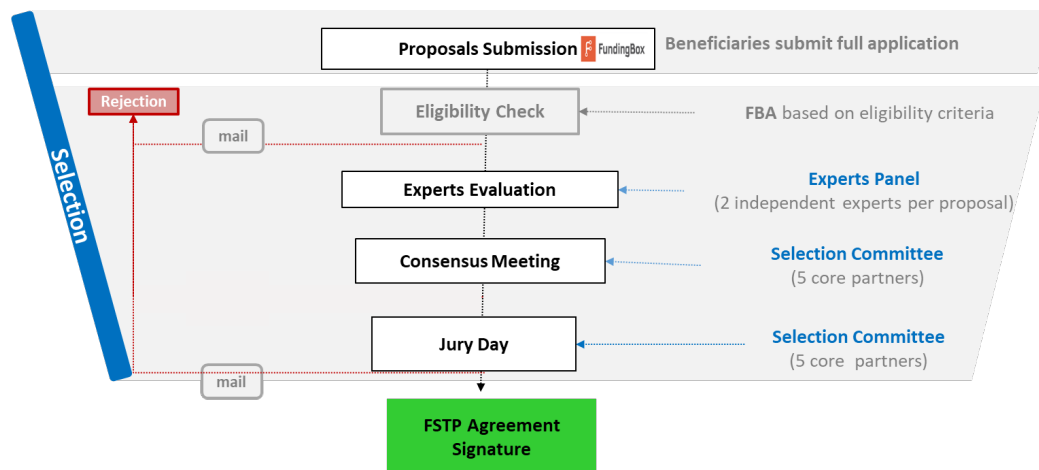 Proposals Submission FundingBox
Beneficiaries submit full application
Rejection
Eligibility Check
FBA based on eligibility criteria
mail
Selection
Experts Evaluation
Experts Panel
(2 independent experts per proposal)
Consensus Meeting
Selection Committee
(5 core partners)
Jury Day
Selection Committee
(5 core partners)
mail
FSTP Agreement
Signature